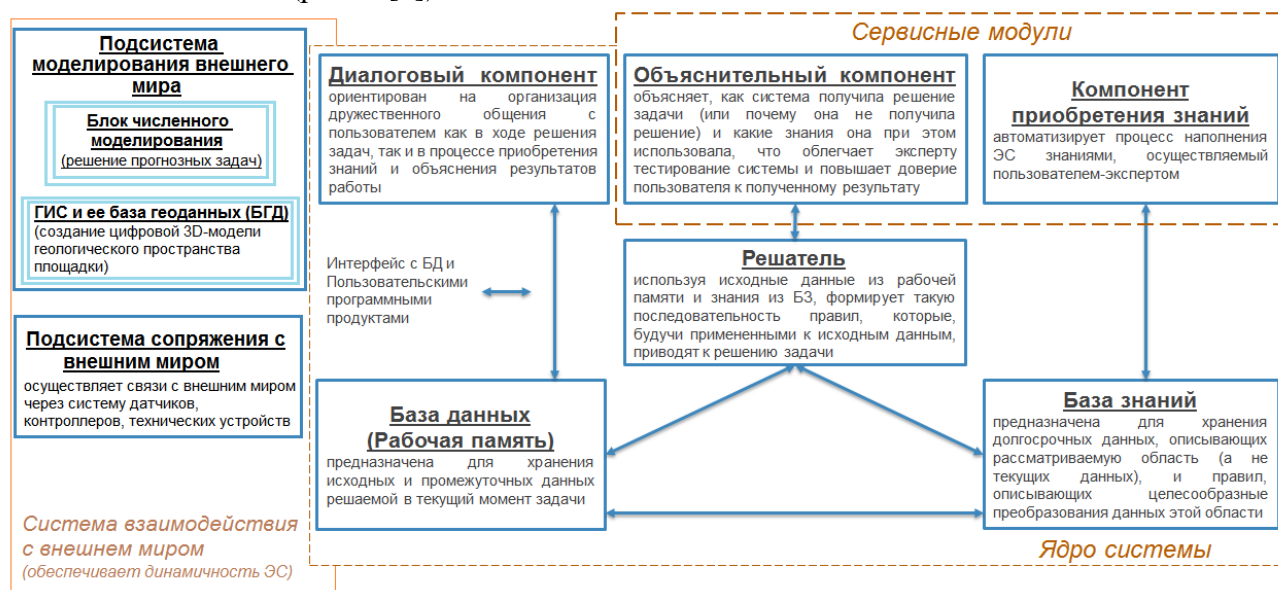 Сервисные модули
Подсистема
моделирования внешнего
мира
Блок численного
моделирования
(решение прогнозных задач)
ГИС и ее база геоданных (БГД)
(создание цифровой 3D-модели
геологического пространства
площадки)
Подсистема сопряжения с
внешним миром
осуществляет связи с внешним миром
через систему датчиков,
контроллеров, технических устройств
Система взаимодействия
с внешнем миром
(обеспечивает динамичность ЭС)
Диалоговый компонент
ориентирован на организация
дружественного общения с
пользователем как в ходе решения
задач, так и в процессе приобретения
знаний и объяснения результатов
работы
Объяснительный компонент
объясняет, как система получила решение
задачи (или почему она не получила
решение) и какие знания она при этом
использовала, что облегчает эксперту
тестирование системы и повышает доверие
пользователя к полученному результату
Компонент
приобретения знаний
автоматизирует процесс наполнения
ЭС знаниями, осуществляемый
пользователем-экспертом
Интерфейс с БД и
Пользовательскими
программными
продуктами
Решатель
используя исходные данные из рабочей
памяти и знания из БЗ, формирует такую
последовательность правил, которые,
будучи примененными к исходным данным,
приводят к решению задачи
База данных
(Рабочая память)
предназначена для хранения
исходных и промежуточных данных
решаемой в текущий момент задачи
База знаний
предназначена для хранения
долгосрочных данных, описывающих
рассматриваемую область (а не
текущих данных), и правил,
описывающих целесообразные
преобразования данных этой области
Ядро системы